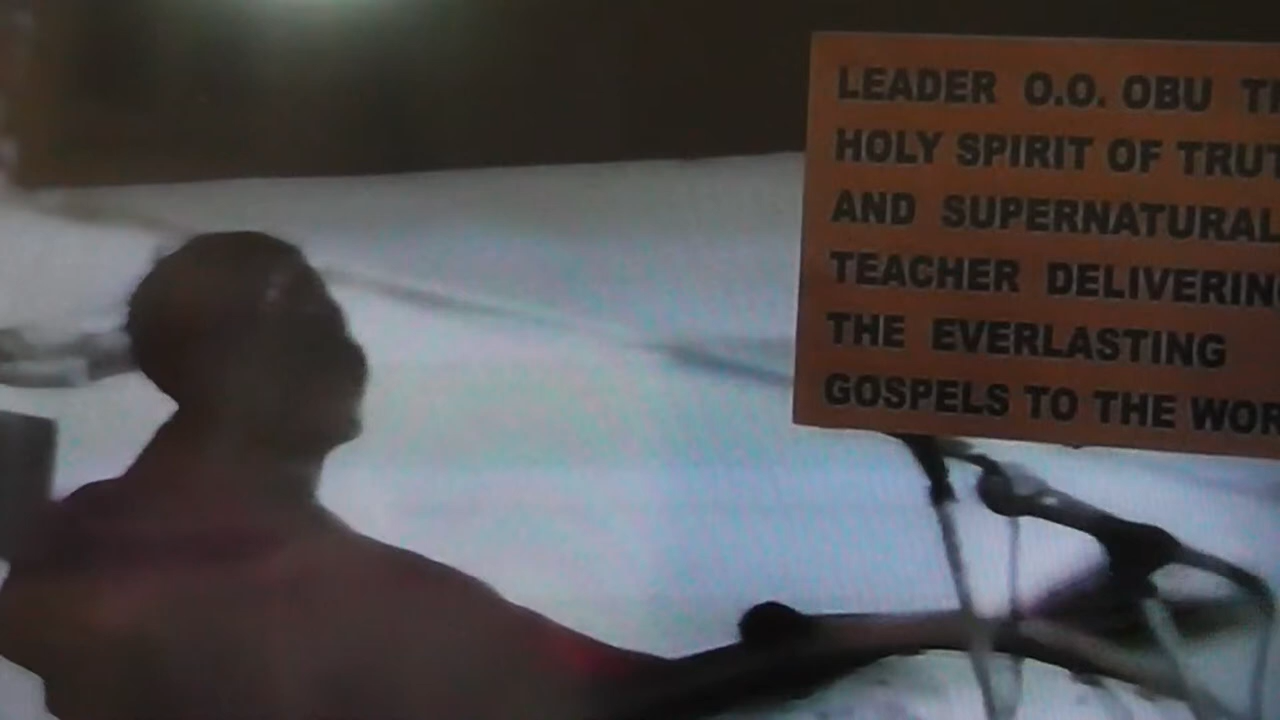 LEADER O.O. OBU
HOLY SPIRIT OF
AND SUPERNATURAL
TEACHER
THE EVERLASTING
GOSPELS TO THE